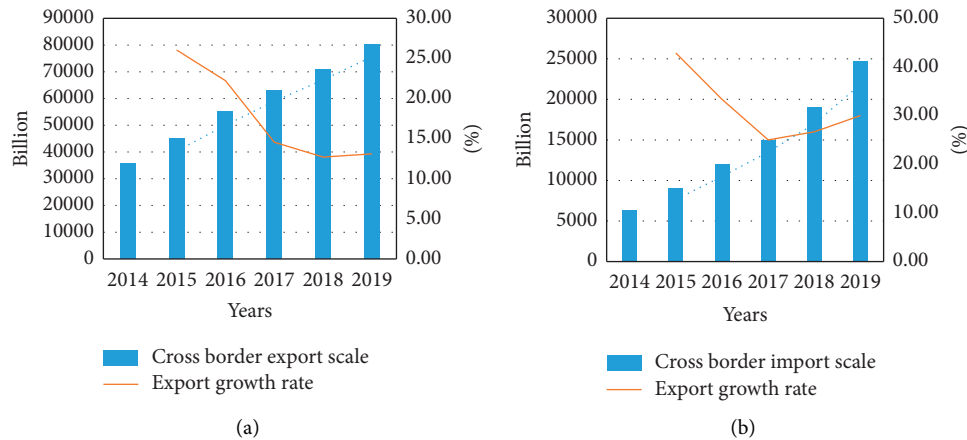 90000
80000
70000
60000
50000
40000
30000
20000
10000
0
Billion
30.00
25.00
20.00
15.00
10.00
5.00
0.00
(%)
2014 2015 2016 2017 2018 2019
Years
Cross border export scale
Export growth rate
(a)
30000
25000
20000
15000
10000
5000
0
Billion
50.00
40.00
30.00
20.00
10.00
0.00
(%)
2014 2015 2016 2017 2018 2019
Years
Cross border import scale
Export growth rate
(b)